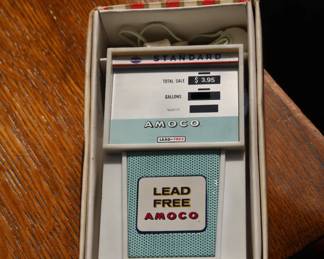 STANDARD
TOTAL SALE $ 3.95
GALLONS
AMOCO
LEAD-FREE
LEAD
FREE
AMOCO